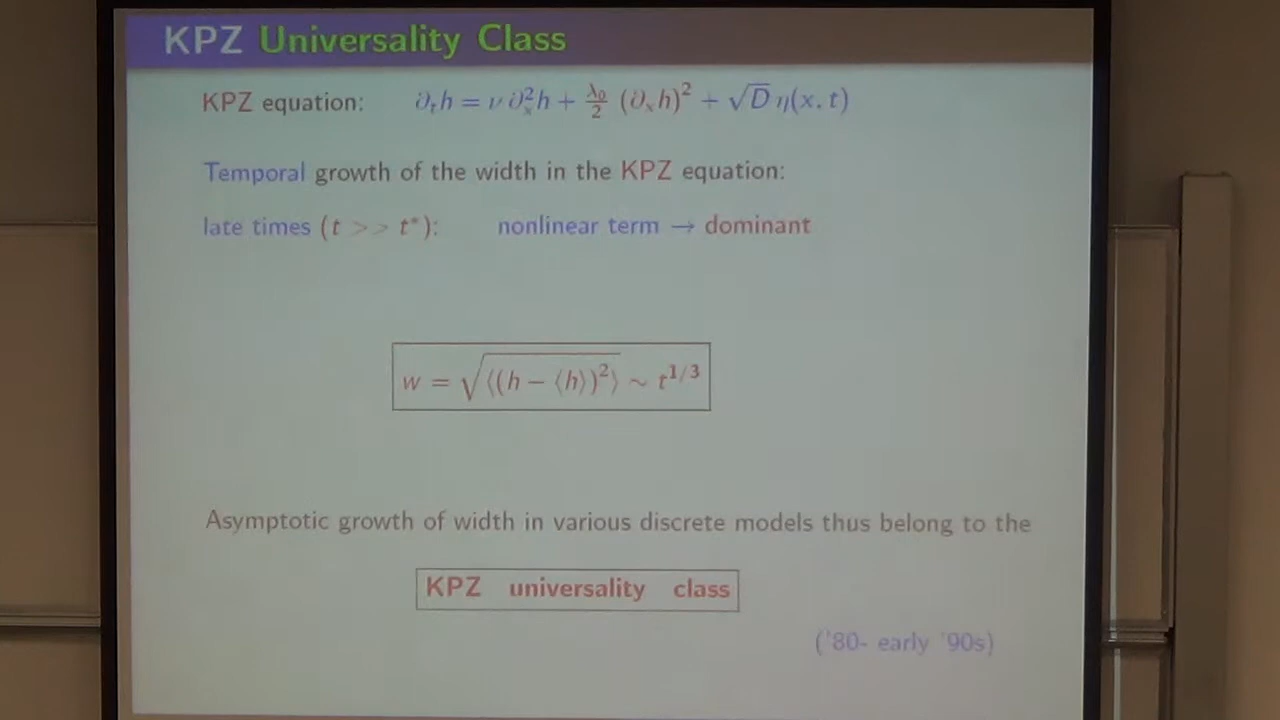 KPZ Universality Class
KPZ equation: ∂ₜh = ν ∂ₓ²h + λ₀/2 (∂ₓh)² + √D η(x, t)
Temporal growth of the width in the KPZ equation:
late times (t >> t*): nonlinear term → dominant
w = √⟨(h − ⟨h⟩)²⟩ ~ t^{1/3}
Asymptotic growth of width in various discrete models thus belong to the
KPZ universality class
('80- early '90s)